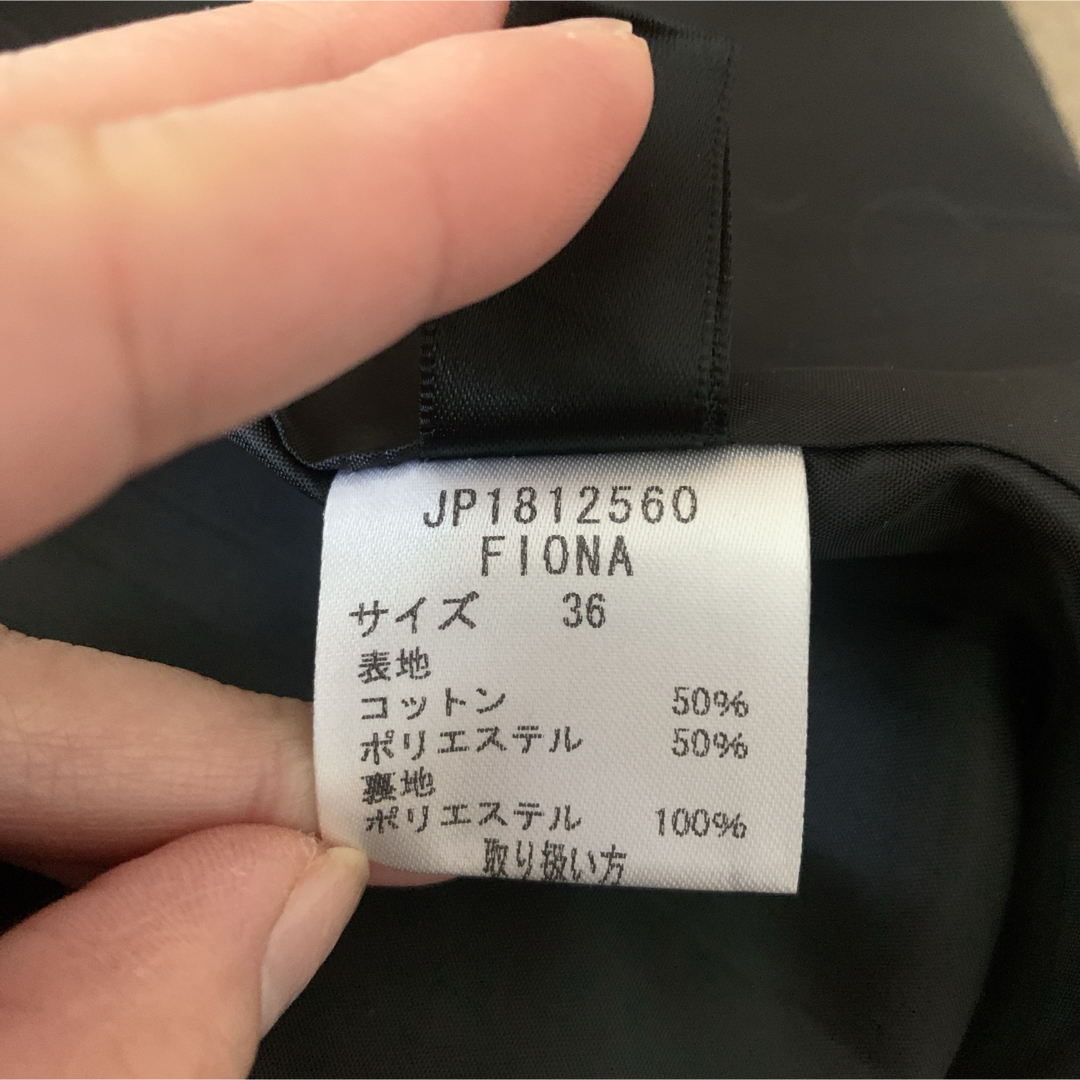 JP1812560
FIONA
サイズ 36
表地
コットン 50%
ポリエステル 50%
裏地
ポリエステル 100%
取り扱い方